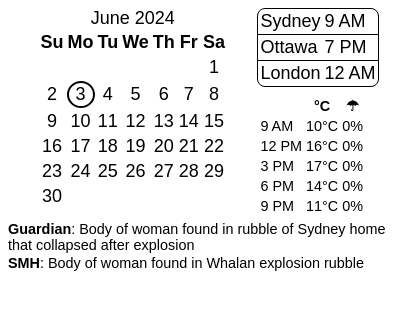 June 2024
Su Mo Tu We Th Fr Sa
1
2 3 4 5 6 7 8
9 10 11 12 13 14 15
16 17 18 19 20 21 22
23 24 25 26 27 28 29
30
Sydney 9 AM
Ottawa 7 PM
London 12 AM
°C ☂
9 AM 10°C 0%
12 PM 16°C 0%
3 PM 17°C 0%
6 PM 14°C 0%
9 PM 11°C 0%
Guardian: Body of woman found in rubble of Sydney home
that collapsed after explosion
SMH: Body of woman found in Whalan explosion rubble